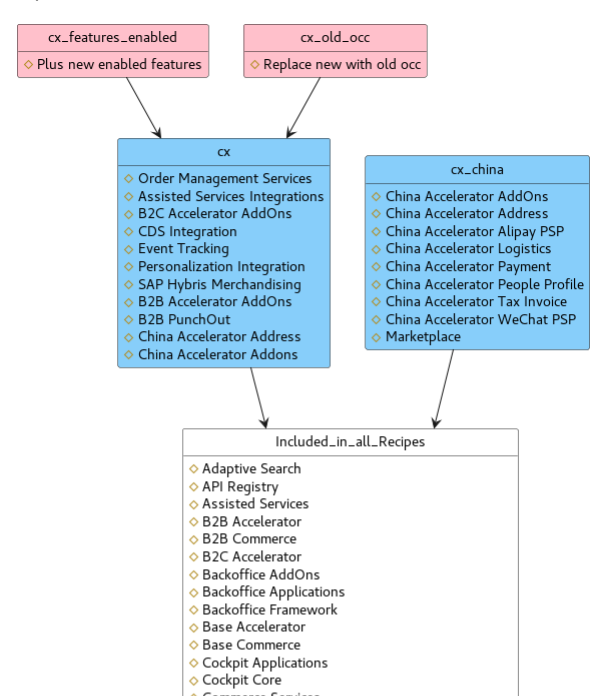 cx_features_enabled
Plus new enabled features
cx_old_occ
Replace new with old occ
cx
Order Management Services
Assisted Services Integrations
B2C Accelerator AddOns
CDS Integration
Event Tracking
Personalization Integration
SAP Hybris Merchandising
B2B Accelerator AddOns
B2B PunchOut
China Accelerator Address
China Accelerator Addons
cx_china
China Accelerator AddOns
China Accelerator Address
China Accelerator Alipay PSP
China Accelerator Logistics
China Accelerator Payment
China Accelerator People Profile
China Accelerator Tax Invoice
China Accelerator WeChat PSP
Marketplace
Included_in_all_Recipes
Adaptive Search
API Registry
Assisted Services
B2B Accelerator
B2B Commerce
B2C Accelerator
Backoffice AddOns
Backoffice Applications
Backoffice Framework
Base Accelerator
Base Commerce
Cockpit Applications
Cockpit Core
Commerce Services